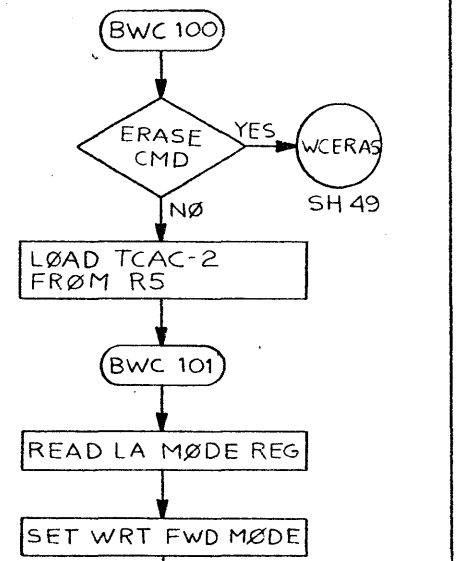 BWC 100
ERASE
CMD
YES
WCERAS
SH 49
NØ
LØAD TCAC-2
FRØM R5
BWC 101
READ LA MØDE REG
SET WRT FWD MØDE